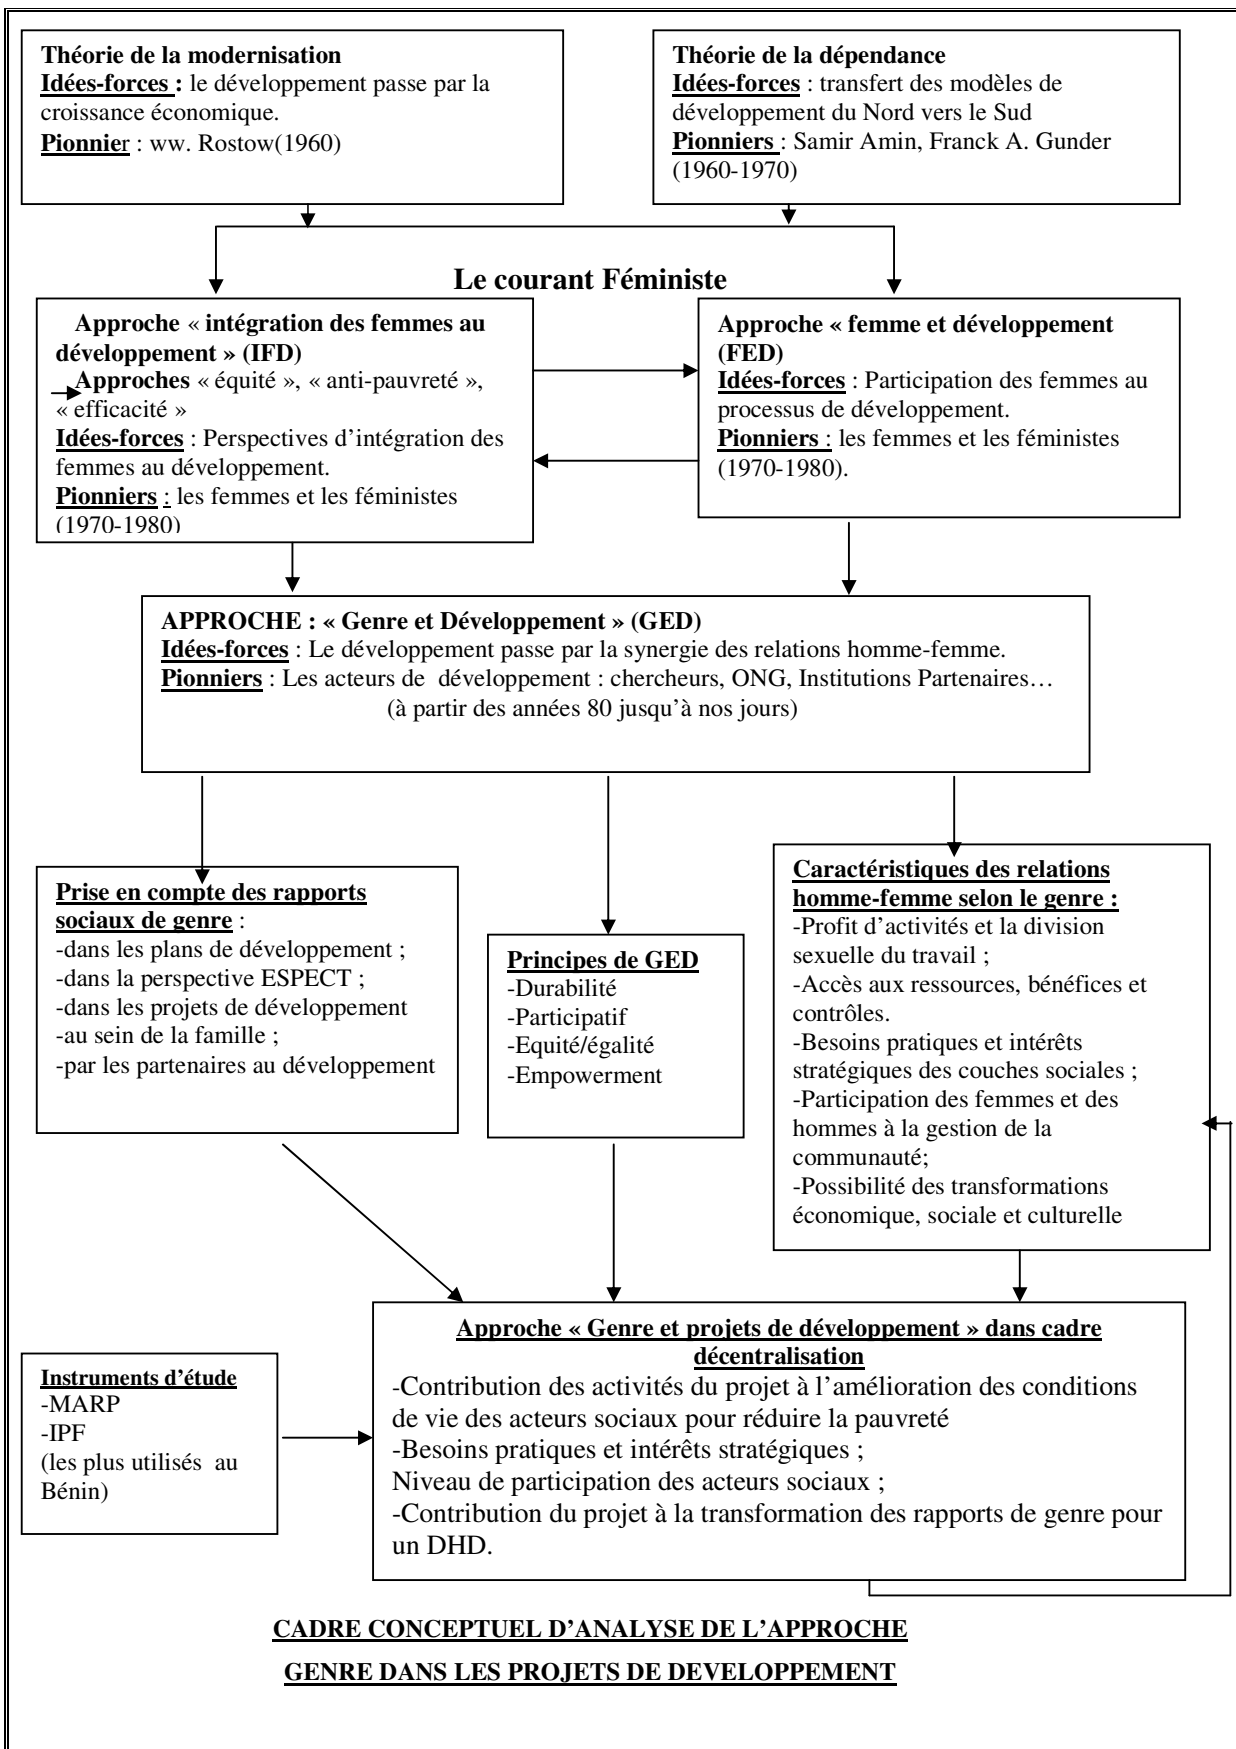 Théorie de la modernisation
Idées-forces : le développement passe par la
croissance économique.
Pionnier : ww. Rostow(1960)
Théorie de la dépendance
Idées-forces : transfert des modèles de
développement du Nord vers le Sud
Pionniers : Samir Amin, Franck A. Gunder
(1960-1970)
Le courant Féministe
Approche « intégration des femmes au
développement » (IFD)
Approches « équité », « anti-pauvreté »,
« efficacité »
Idées-forces : Perspectives d’intégration des
femmes au développement.
Pionniers : les femmes et les féministes
(1970-1980)
Approche « femme et développement
(FED)
Idées-forces : Participation des femmes au
processus de développement.
Pionniers : les femmes et les féministes
(1970-1980).
APPROCHE : « Genre et Développement » (GED)
Idées-forces : Le développement passe par la synergie des relations homme-femme.
Pionniers : Les acteurs de développement : chercheurs, ONG, Institutions Partenaires…
(à partir des années 80 jusqu’à nos jours)
Prise en compte des rapports
sociaux de genre :
-dans les plans de développement ;
-dans la perspective ESPECT ;
-dans les projets de développement
-au sein de la famille ;
-par les partenaires au développement
Principes de GED
-Durabilité
-Participatif
-Equité/égalité
-Empowerment
Caractéristiques des relations
homme-femme selon le genre :
-Profit d’activités et la division
sexuelle du travail ;
-Accès aux ressources, bénéfices et
contrôles.
-Besoins pratiques et intérêts
stratégiques des couches sociales ;
-Participation des femmes et des
hommes à la gestion de la
communauté;
-Possibilité des transformations
économique, sociale et culturelle
Instruments d’étude
-MARP
-IPF
(les plus utilisés au
Bénin)
Approche « Genre et projets de développement » dans cadre
décentralisation
-Contribution des activités du projet à l’amélioration des conditions
de vie des acteurs sociaux pour réduire la pauvreté
-Besoins pratiques et intérêts stratégiques ;
Niveau de participation des acteurs sociaux ;
-Contribution du projet à la transformation des rapports de genre pour
un DHD.
CADRE CONCEPTUEL D’ANALYSE DE L’APPROCHE
GENRE DANS LES PROJETS DE DEVELOPPEMENT